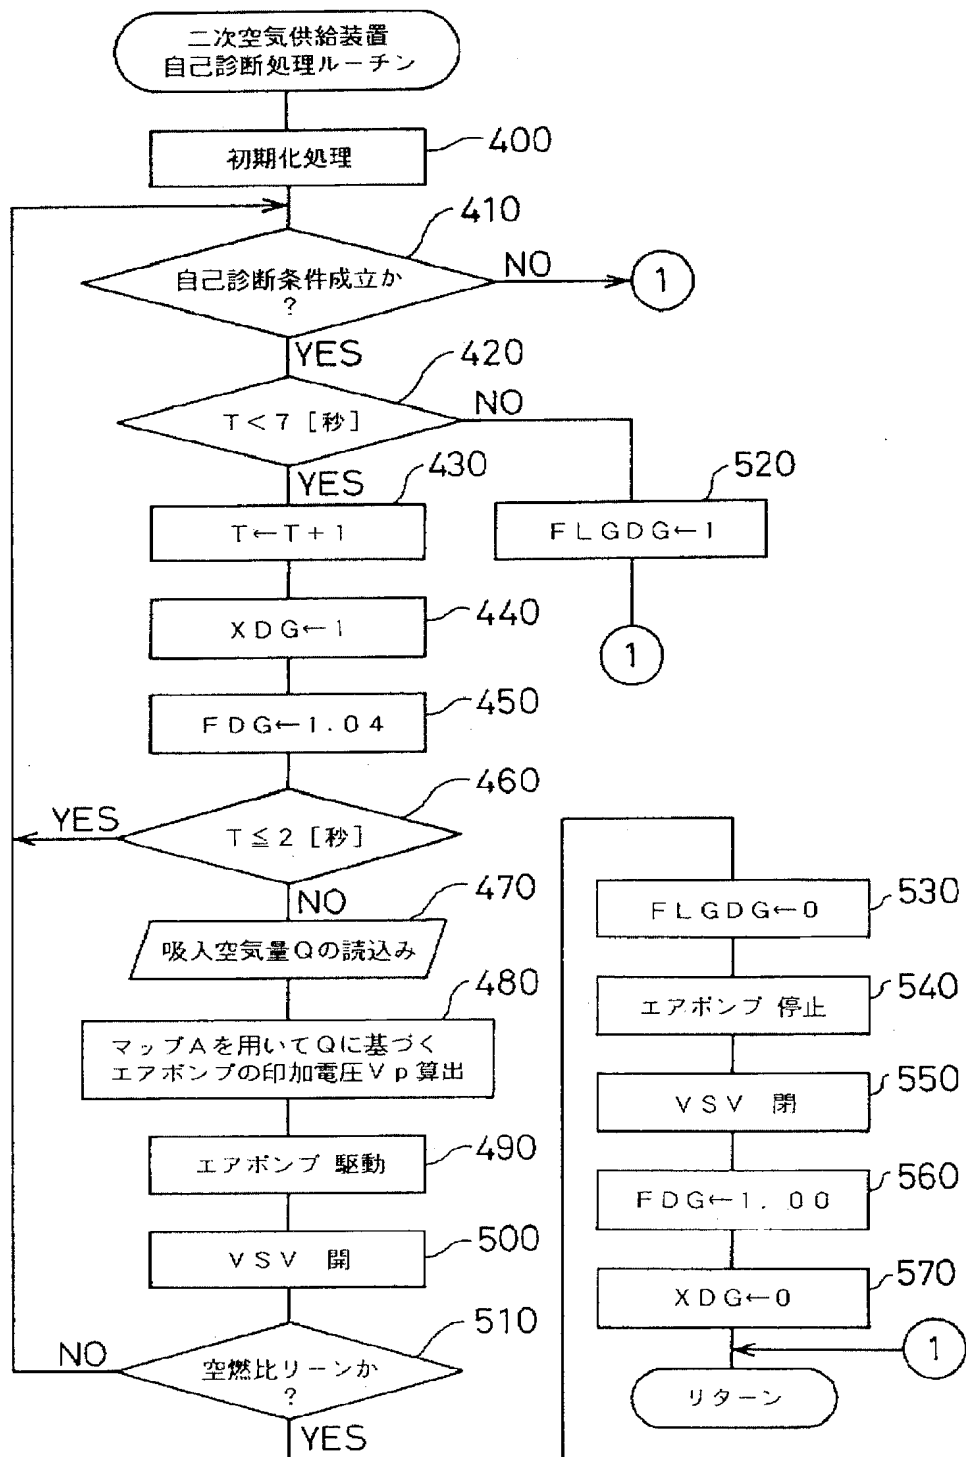 二次空気供給装置
自己診断処理ルーチン
初期化処理
400
410
自己診断条件成立か
?
NO
1
YES
420
T<7 [秒]
NO
YES
430
T←T+1
520
FLGDG←1
1
440
XDG←1
450
FDG←1.04
460
T≦2 [秒]
YES
NO
470
吸入空気量Qの読込み
480
マップAを用いてQに基づく
エアポンプの印加電圧Vp算出
490
エアポンプ 駆動
500
VSV 開
510
空燃比リーンか
?
NO
YES
530
FLGDG←0
540
エアポンプ 停止
550
VSV 閉
560
FDG←1.00
570
XDG←0
1
リターン